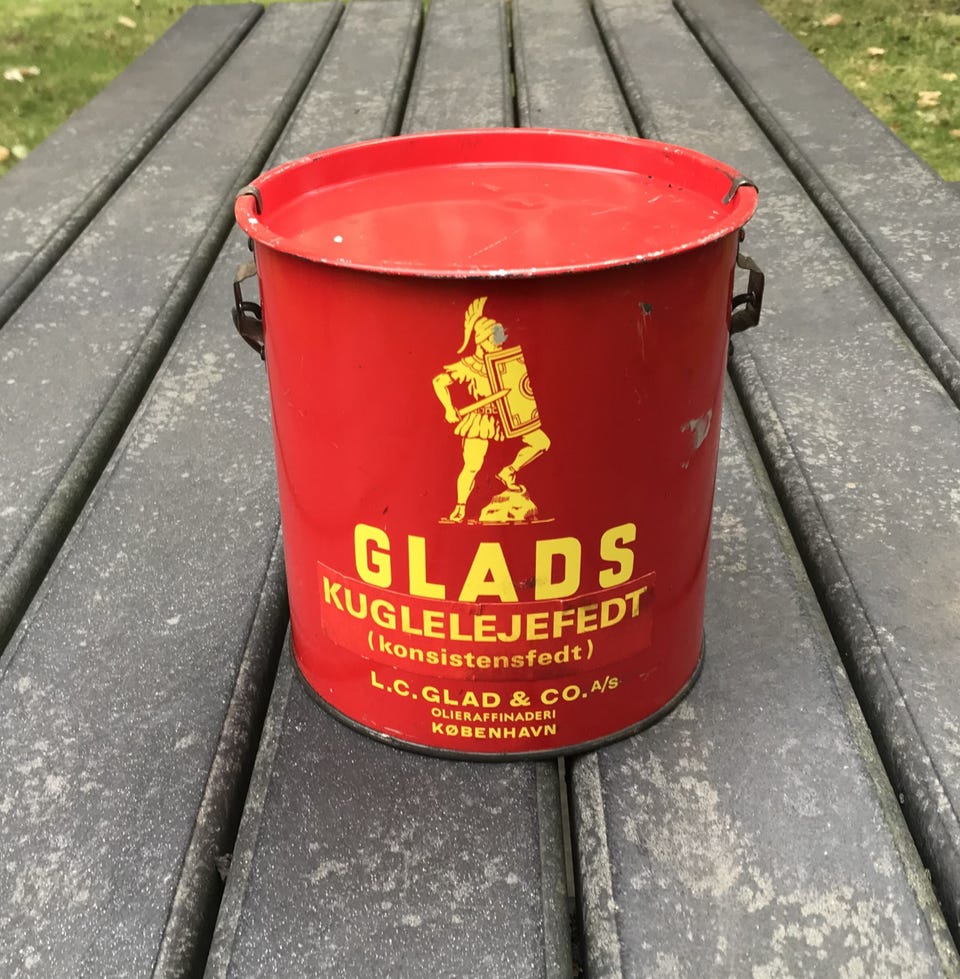 GLADS
KUGLELEJEFEDT
(konsistensfedt)
L.C. GLAD & CO. A/S
OLIERAFFINADERI
KØBENHAVN